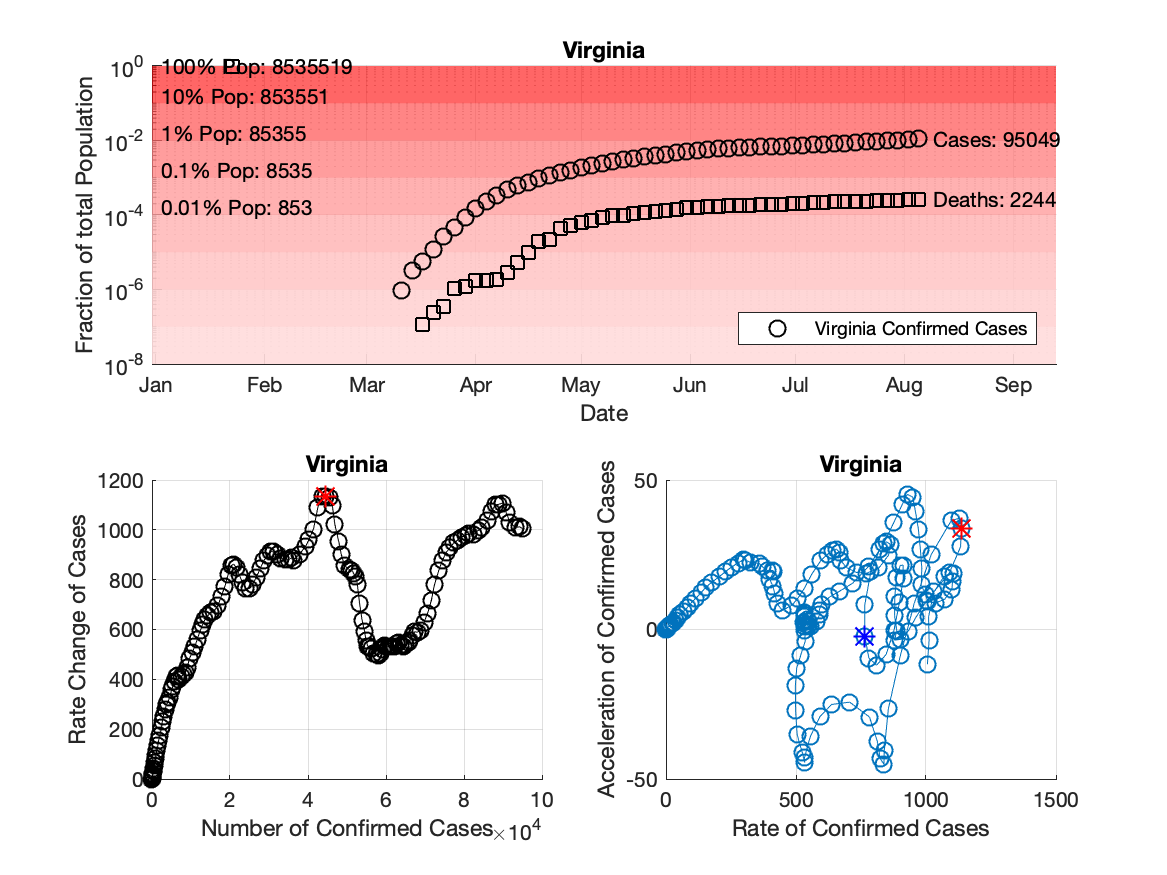 Virginia
10^0
10^-2
10^-4
10^-6
10^-8
Fraction of total Population
100% Pop: 8535519
10% Pop: 853551
1% Pop: 85355
0.1% Pop: 8535
0.01% Pop: 853
Cases: 95049
Deaths: 2244
Virginia Confirmed Cases
Jan Feb Mar Apr May Jun Jul Aug Sep
Date
Virginia
1200
1000
800
600
400
200
0
Rate Change of Cases
0 2 4 6 8 10
Number of Confirmed Cases ×10^4
Virginia
50
0
-50
Acceleration of Confirmed Cases
0 500 1000 1500
Rate of Confirmed Cases